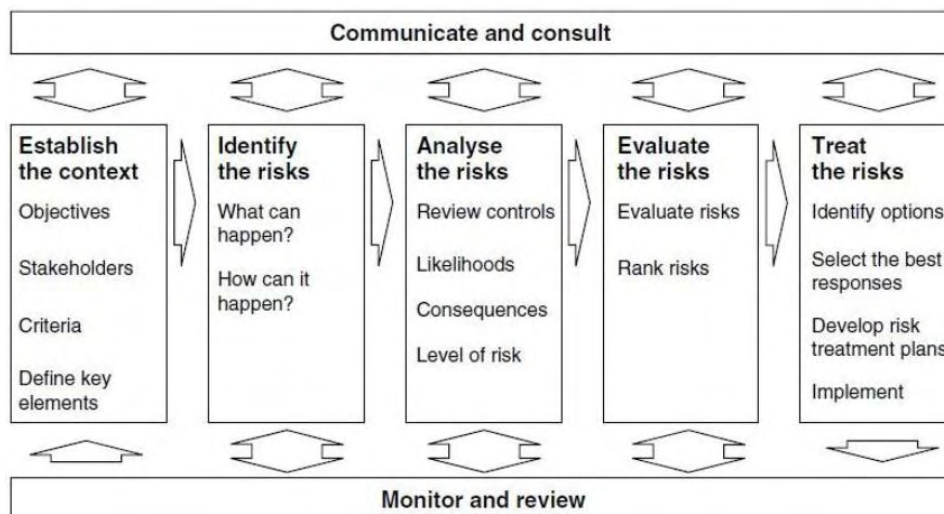 Communicate and consult
Establish
the context
Objectives
Stakeholders
Criteria
Define key
elements
Identify
the risks
What can
happen?
How can it
happen?
Analyse
the risks
Review controls
Likelihoods
Consequences
Level of risk
Evaluate
the risks
Evaluate risks
Rank risks
Treat
the risks
Identify options
Select the best
responses
Develop risk
treatment plans
Implement
Monitor and review